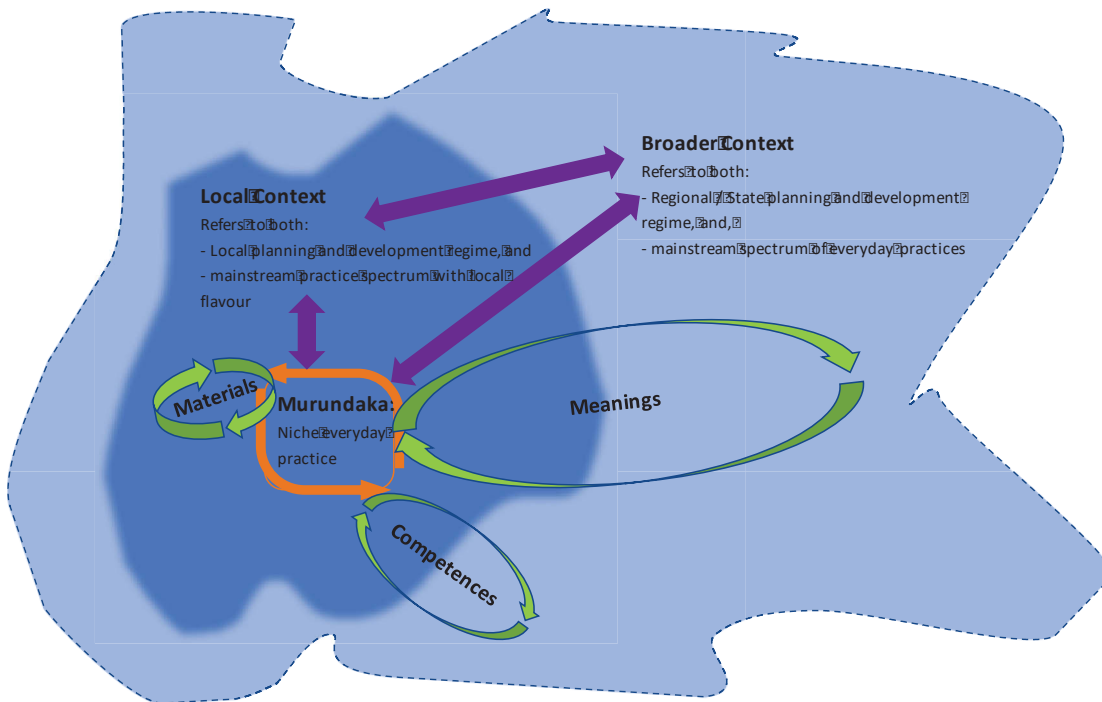 Broader Context
Refers to both:
- Regional / State planning and development
regime, and,
- mainstream spectrum of everyday practices
Local Context
Refers to both:
- Local planning and development regime, and
- mainstream practice spectrum with local
flavour
Materials
Murundaka:
Niche everyday
practice
Meanings
Competences